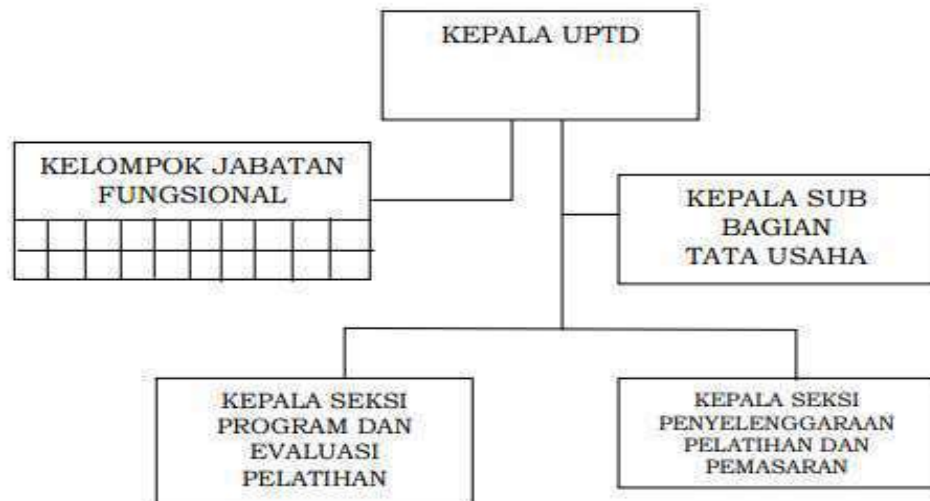 KEPALA UPTD
KELOMPOK JABATAN
FUNGSIONAL
KEPALA SUB
BAGIAN
TATA USAHA
KEPALA SEKSI
PROGRAM DAN
EVALUASI
PELATIHAN
KEPALA SEKSI
PENYELENGGARAAN
PELATIHAN DAN
PEMASARAN